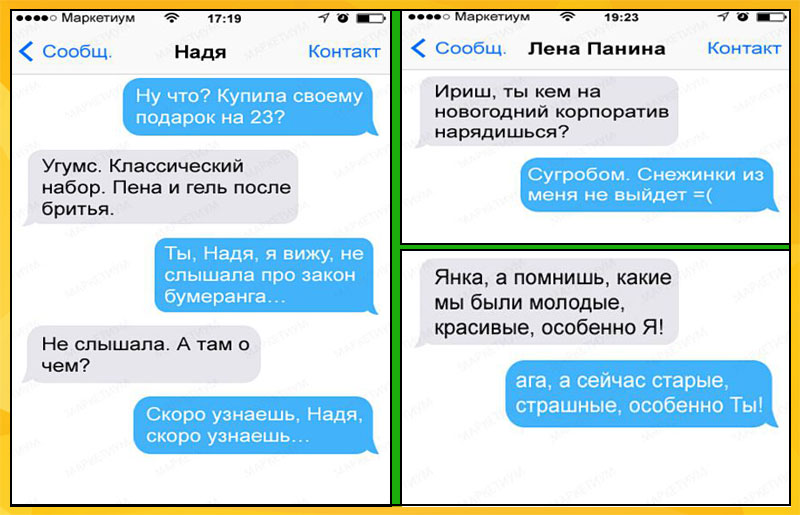 Маркетиум 17:19
Сообщ. Надя Контакт
Ну что? Купила своему
подарок на 23?
Угумс. Классический
набор. Пена и гель после
бритья.
Ты, Надя, я вижу, не
слышала про закон
бумеранга...
Не слышала. А там о
чем?
Скоро узнаешь, Надя,
скоро узнаешь...
Маркетиум 19:23
Сообщ. Лена Панина Контакт
Ириш, ты кем на
новогодний корпоратив
нарядишься?
Сугробом. Снежинки из
меня не выйдет =(
Янка, а помнишь, какие
мы были молодые,
красивые, особенно Я!
ага, а сейчас старые,
страшные, особенно Ты!
МАРКЕТИУМ